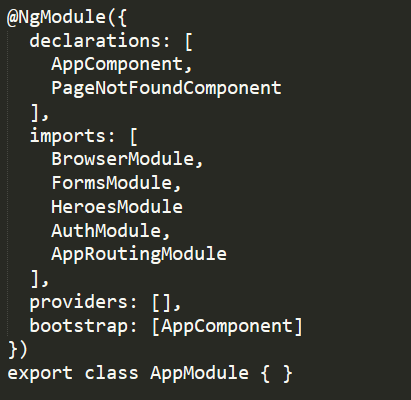 @NgModule({
  declarations: [
    AppComponent,
    PageNotFoundComponent
  ],
  imports: [
    BrowserModule,
    FormsModule,
    HeroesModule
    AuthModule,
    AppRoutingModule
  ],
  providers: [],
  bootstrap: [AppComponent]
})
export class AppModule { }